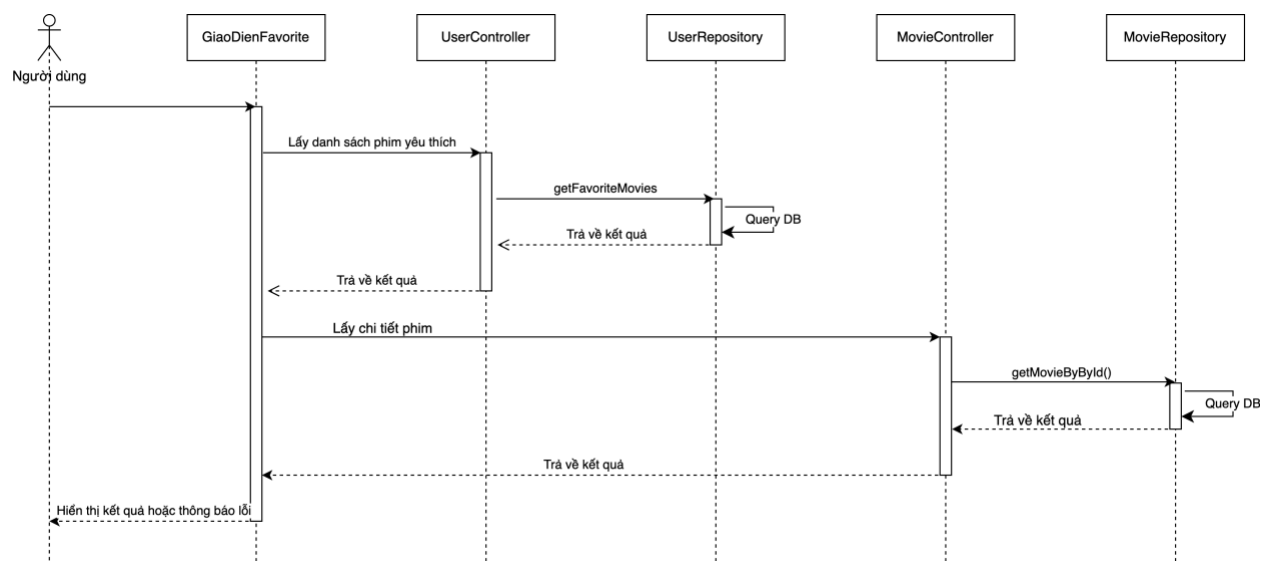 GiaoDienFavorite
UserController
UserRepository
MovieController
MovieRepository
Người dùng
Lấy danh sách phim yêu thích
getFavoriteMovies
Query DB
Trả về kết quả
Trả về kết quả
Lấy chi tiết phim
getMovieByById()
Query DB
Trả về kết quả
Trả về kết quả
Hiển thị kết quả hoặc thông báo lỗi